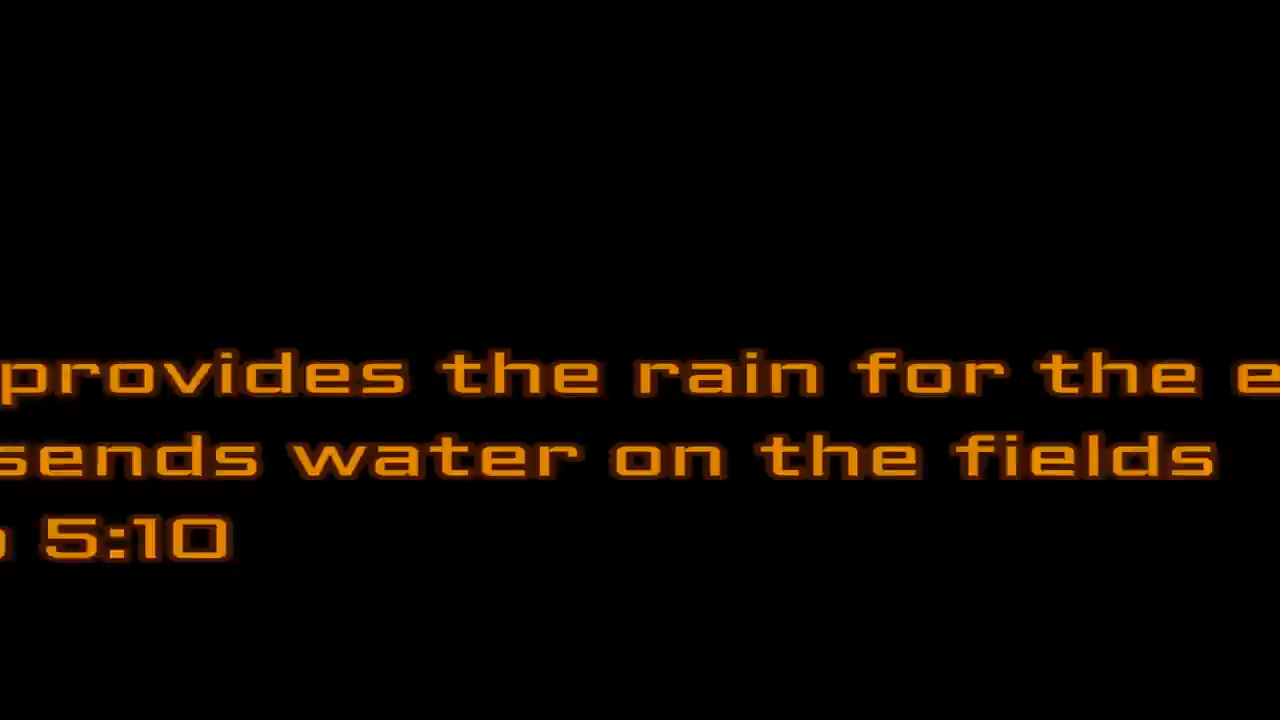 provides the rain for the e
sends water on the fields
5:10